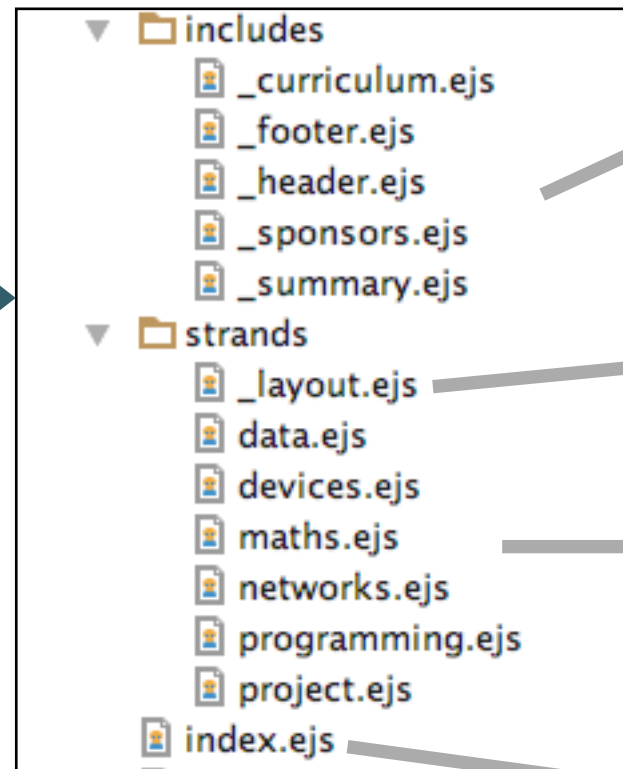 includes
_curriculum.ejs
_footer.ejs
_header.ejs
_sponsors.ejs
_summary.ejs
strands
_layout.ejs
data.ejs
devices.ejs
maths.ejs
networks.ejs
programming.ejs
project.ejs
index.ejs